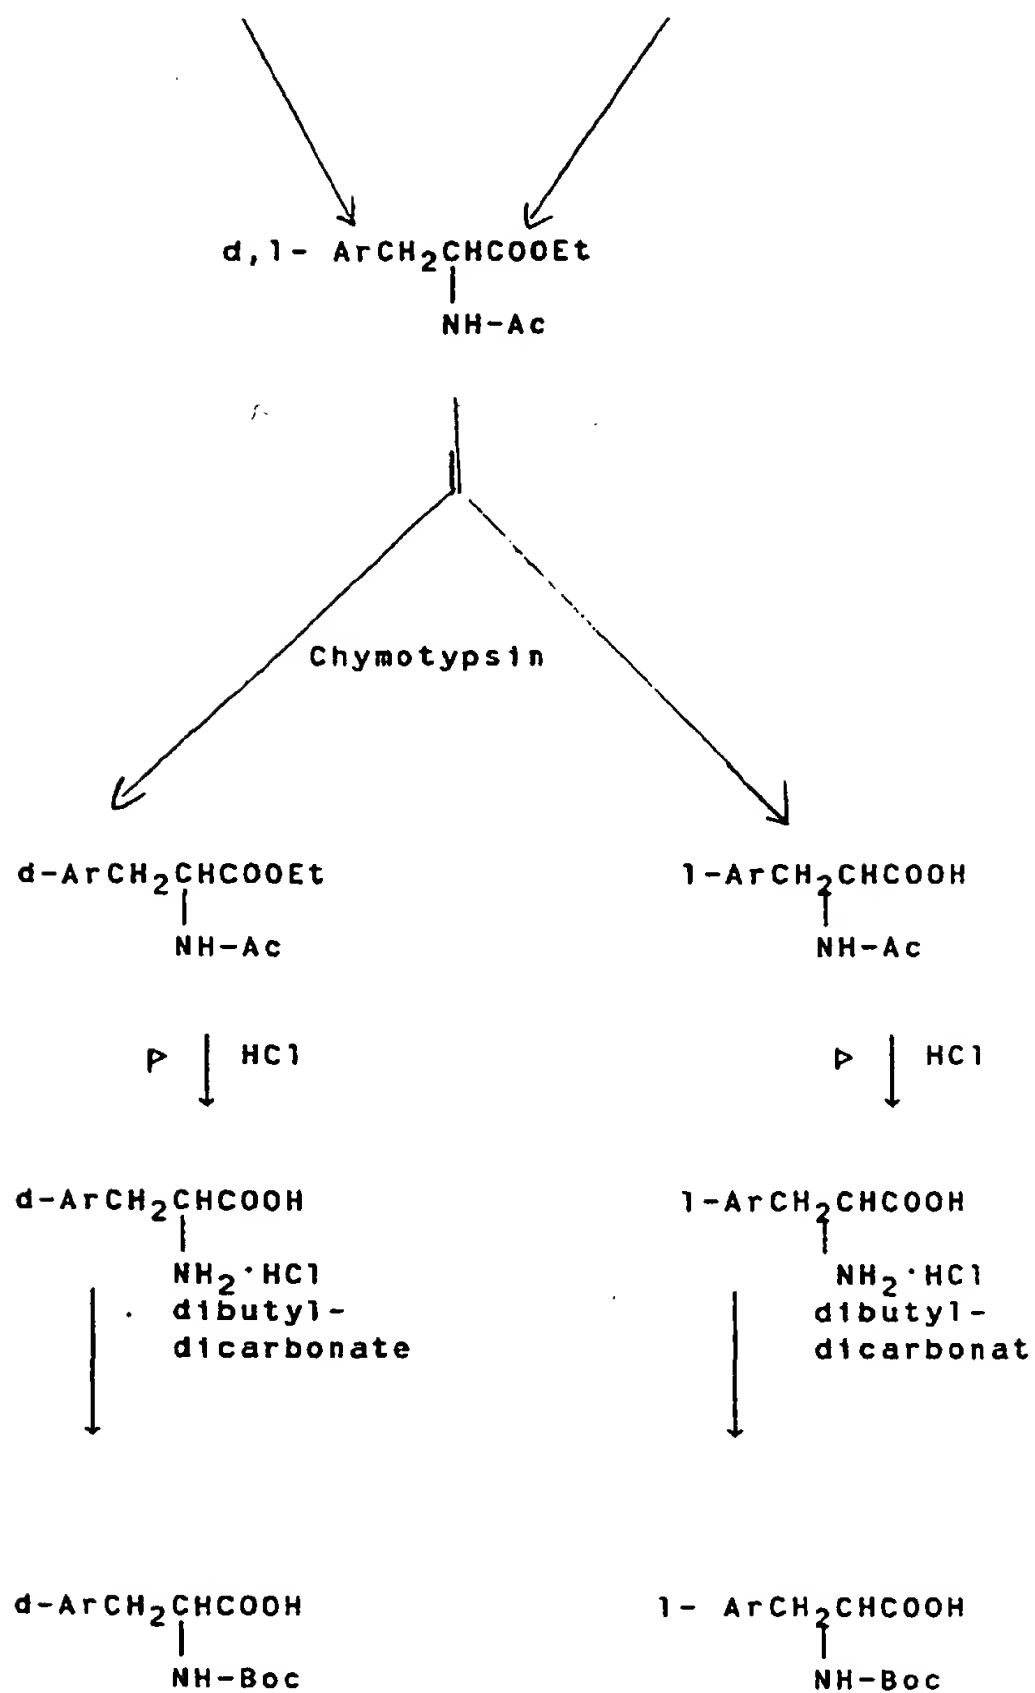 d,l- ArCH2CHCOOEt
NH-Ac
Chymotypsin
d-ArCH2CHCOOEt
l-ArCH2CHCOOH
NH-Ac
NH-Ac
HCl
HCl
d-ArCH2CHCOOH
l-ArCH2CHCOOH
NH2·HCl
NH2·HCl
dibutyl-
dibutyl-
dicarbonate
dicarbonat
d-ArCH2CHCOOH
l- ArCH2CHCOOH
NH-Boc
NH-Boc